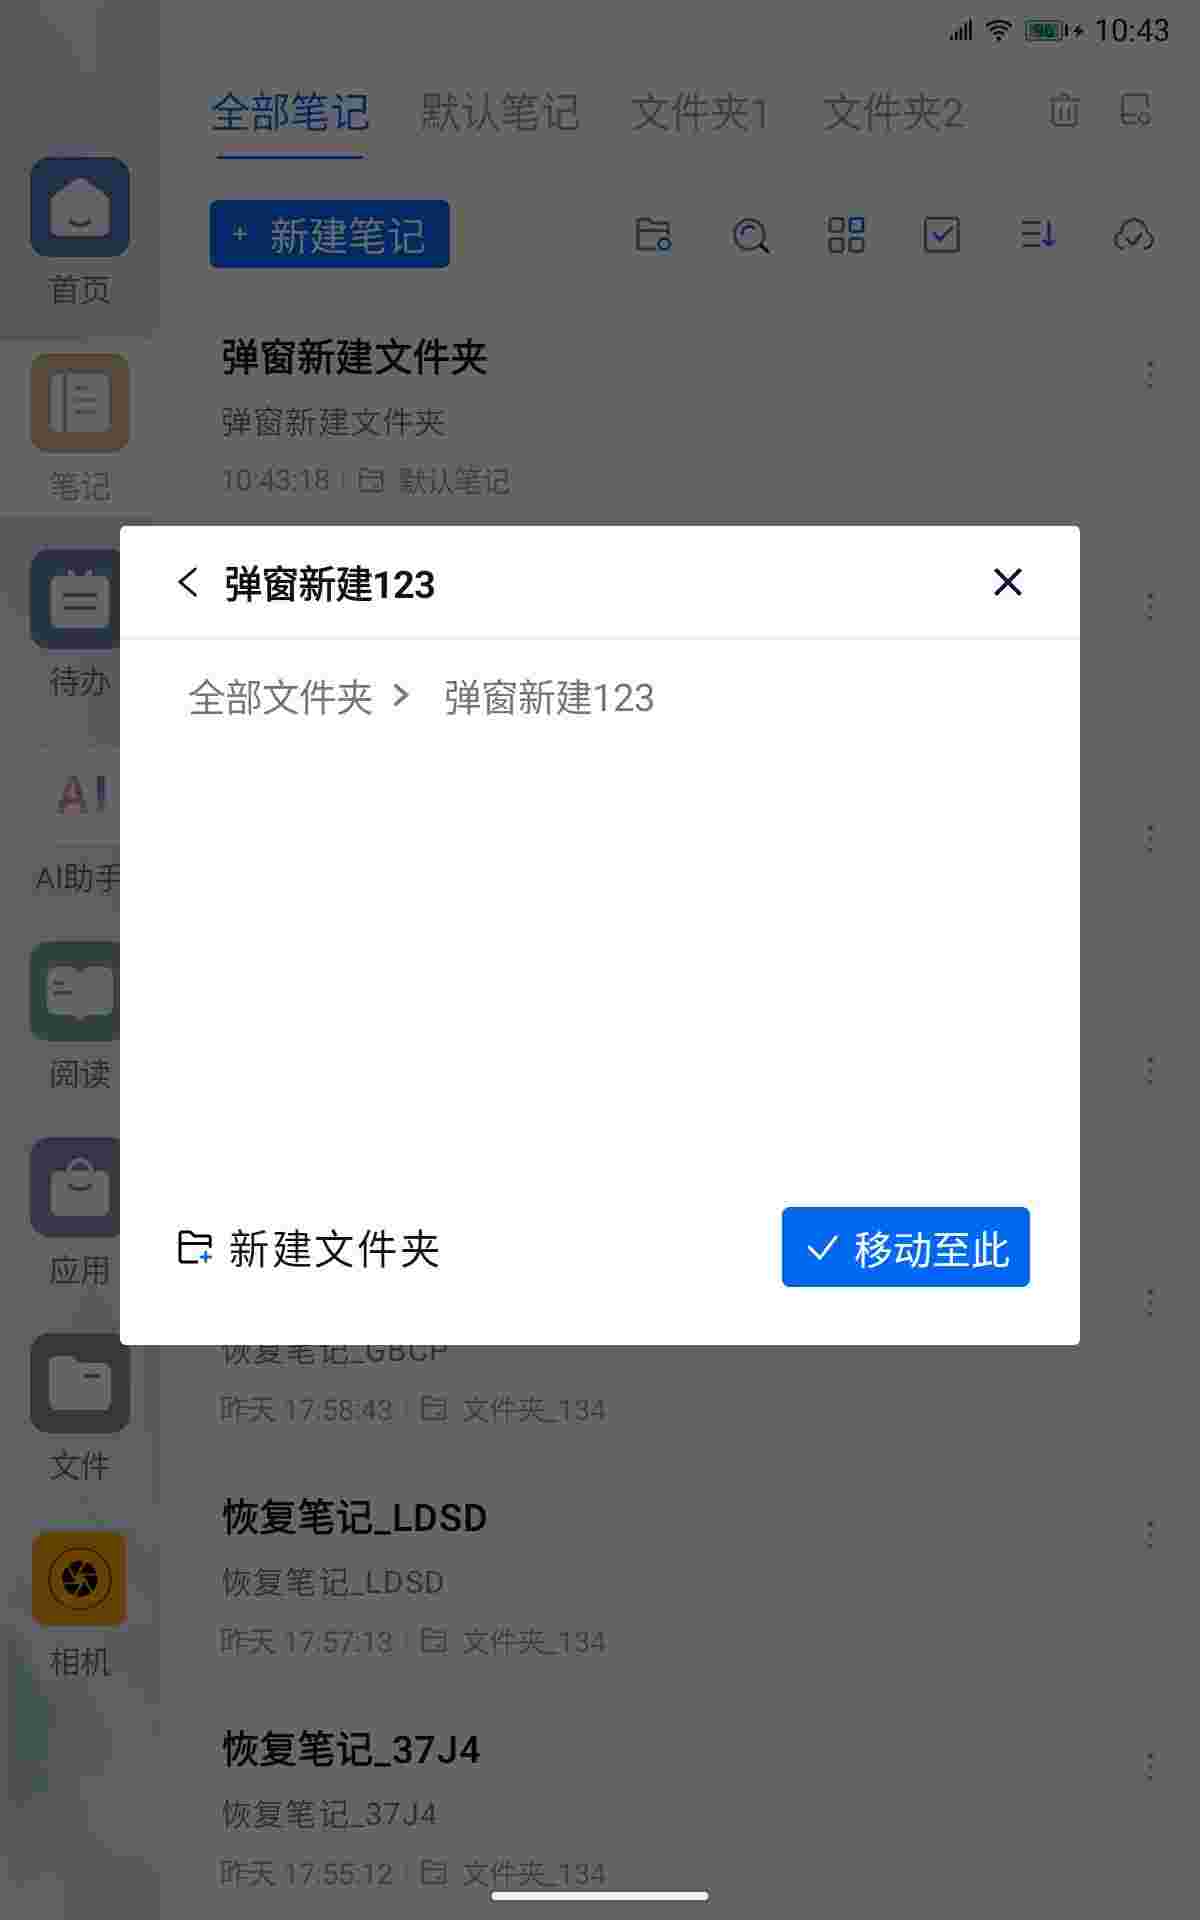 96 10:43
全部笔记 默认笔记 文件夹1 文件夹2
+ 新建笔记
首页
笔记
待办
AI
AI助手
阅读
应用
文件
相机
弹窗新建文件夹
弹窗新建文件夹
10:43:18 默认笔记
弹窗新建123
全部文件夹 > 弹窗新建123
新建文件夹
移动至此
恢复笔记_GBCP
昨天 17:58:43 文件夹_134
恢复笔记_LDSD
恢复笔记_LDSD
昨天 17:57:13 文件夹_134
恢复笔记_37J4
恢复笔记_37J4
昨天 17:55:12 文件夹_134